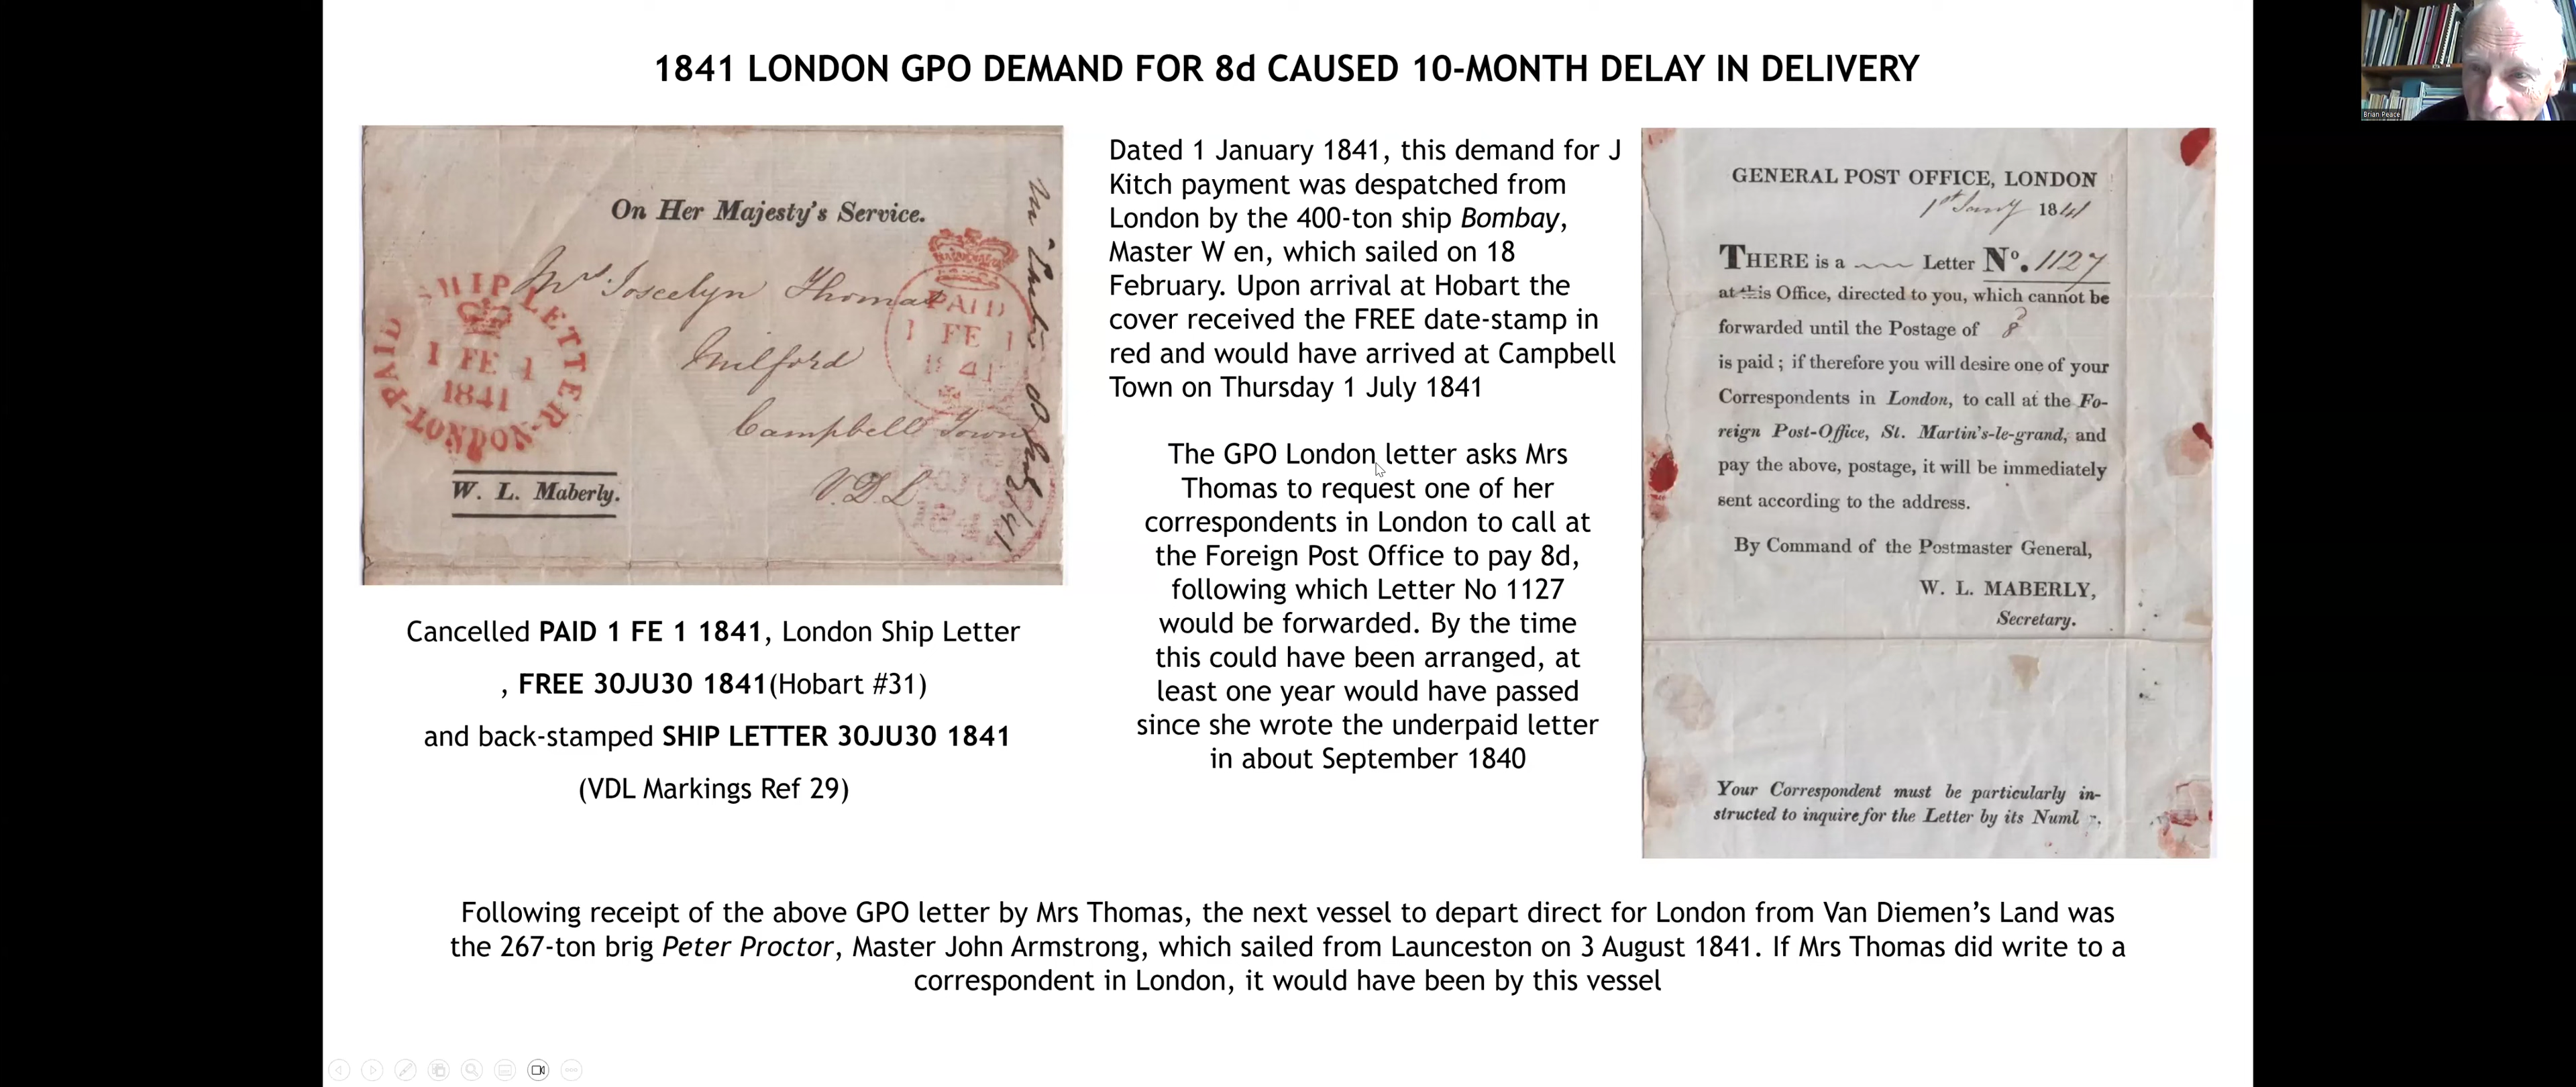 1841 LONDON GPO DEMAND FOR 8d CAUSED 10-MONTH DELAY IN DELIVERY
On Her Majesty's Service.
Mrs Joscelyn Thomas
Milford
Campbell Town
V.D.L
W. L. Maberly.
PAID SHIP LETTER LONDON
1 FE 1
1841
PAID
1 FE 1
1841
Cancelled PAID 1 FE 1 1841, London Ship Letter
, FREE 30JU30 1841(Hobart #31)
and back-stamped SHIP LETTER 30JU30 1841
(VDL Markings Ref 29)
Dated 1 January 1841, this demand for J
Kitch payment was despatched from
London by the 400-ton ship Bombay,
Master W en, which sailed on 18
February. Upon arrival at Hobart the
cover received the FREE date-stamp in
red and would have arrived at Campbell
Town on Thursday 1 July 1841
The GPO London letter asks Mrs
Thomas to request one of her
correspondents in London to call at
the Foreign Post Office to pay 8d,
following which Letter No 1127
would be forwarded. By the time
this could have been arranged, at
least one year would have passed
since she wrote the underpaid letter
in about September 1840
GENERAL POST OFFICE, LONDON
1st Jany 1841
THERE is a Letter No. 1127
at this Office, directed to you, which cannot be
forwarded until the Postage of 8
is paid; if therefore you will desire one of your
Correspondents in London, to call at the Fo-
reign Post-Office, St. Martin's-le-grand, and
pay the above, postage, it will be immediately
sent according to the address.
By Command of the Postmaster General,
W. L. MABERLY,
Secretary.
Your Correspondent must be particularly in-
structed to inquire for the Letter by its
Following receipt of the above GPO letter by Mrs Thomas, the next vessel to depart direct for London from Van Diemen's Land was
the 267-ton brig Peter Proctor, Master John Armstrong, which sailed from Launceston on 3 August 1841. If Mrs Thomas did write to a
correspondent in London, it would have been by this vessel
Brian Peace